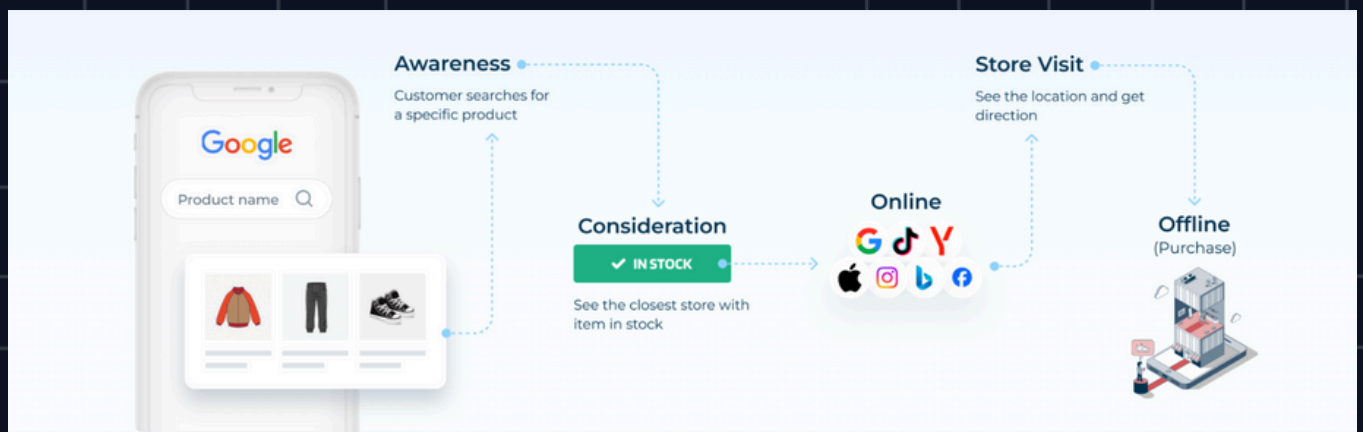 Google
Product name
Awareness
Customer searches for
a specific product
Consideration
IN STOCK
See the closest store with
item in stock
Online
Store Visit
See the location and get
direction
Offline
(Purchase)